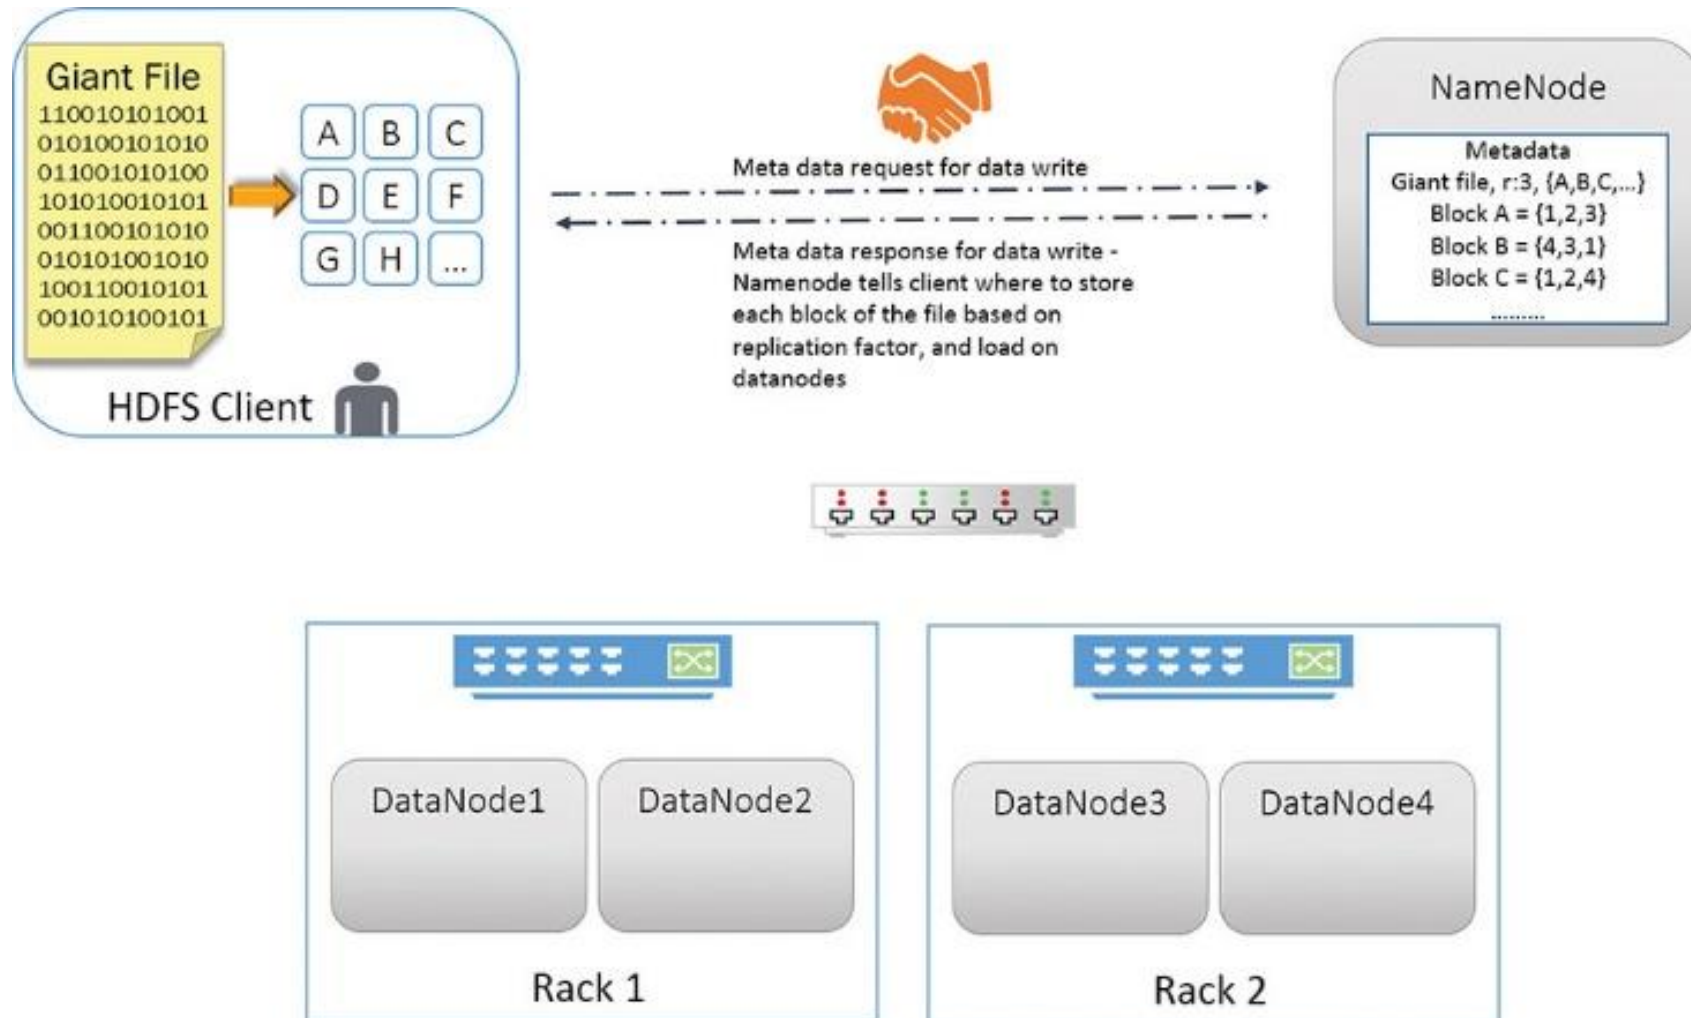 Giant File
110010101001
010100101010
011001010100
101010010101
001100101010
010101001010
100110010101
001010100101
A B C
D E F
G H ...
HDFS Client
Meta data request for data write
Meta data response for data write -
Namenode tells client where to store
each block of the file based on
replication factor, and load on
datanodes
NameNode
Metadata
Giant file, r:3, {A,B,C,...}
Block A = {1,2,3}
Block B = {4,3,1}
Block C = {1,2,4}
.........
DataNode1
DataNode2
Rack 1
DataNode3
DataNode4
Rack 2